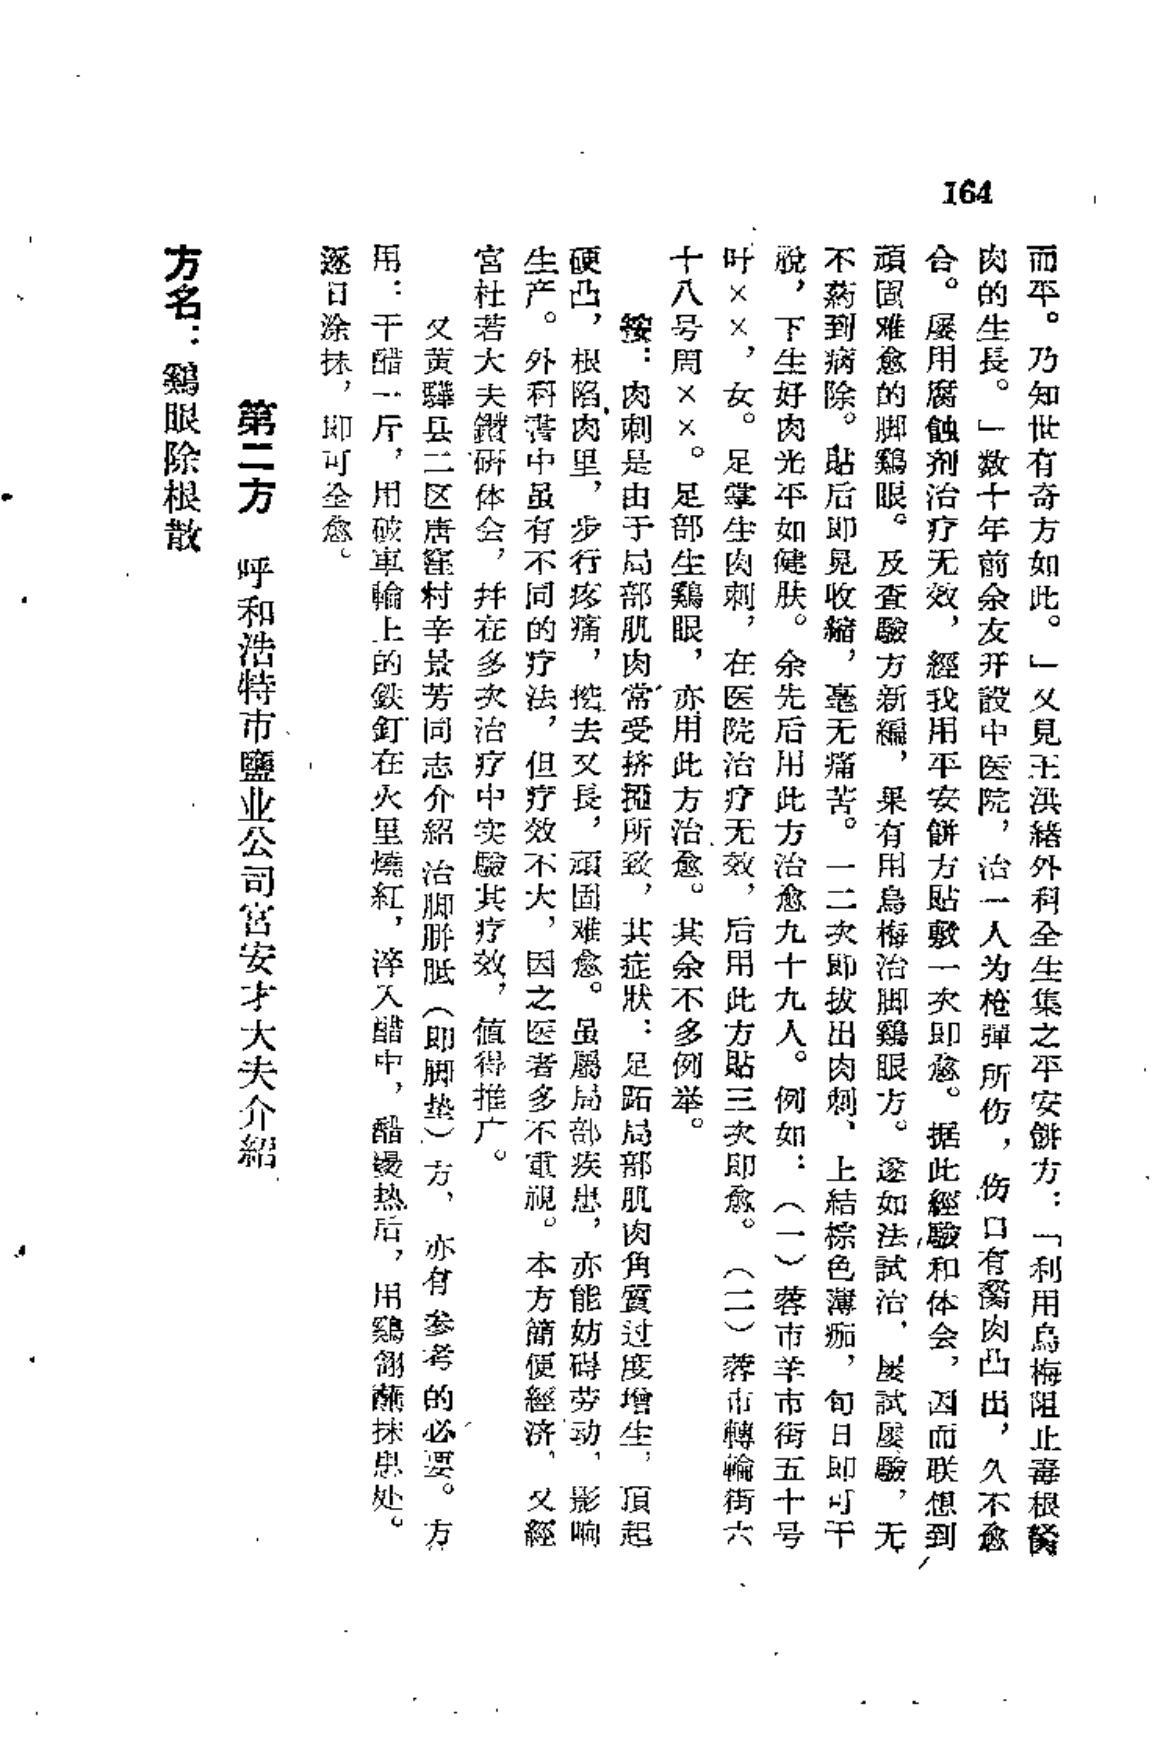 164
而平。乃知世有奇方如此。」又見王洪緒外科全生集之平安餅方：「利用烏梅阻止毒根胬
肉的生長。」数十年前余友开設中医院，治一人为枪彈所伤，伤口有胬肉凸出，久不愈
合。屡用腐蝕剂治疗无效，經我用平安餅方貼敷一次即愈。据此經驗和体会，因而联想到
頑固难愈的脚鷄眼。及査驗方新編，果有用烏梅治脚鷄眼方。遂如法試治，屡試屡驗，无
不葯到病除。貼后即見收縮，毫无痛苦。一二次即拔出肉刺，上結棕色薄痂，旬日即可干
脫，下生好肉光平如健肤。余先后用此方治愈九十九人。例如：（一）蓉市羊市街五十号
叶××，女。足掌生肉刺，在医院治疗无效，后用此方貼三次即愈。（二）蓉市轉輪街六
十八号周××。足部生鷄眼，亦用此方治愈。其余不多例举。
按：肉刺是由于局部肌肉常受挤掽所致，其症狀：足跖局部肌肉角質过度增生，頂起
硬凸，根陷肉里，步行疼痛，挖去又長，頑固难愈。虽屬局部疾患，亦能妨碍劳动，影响
生产。外科書中虽有不同的疗法，但疗效不大，因之医者多不重視。本方簡便經济，又經
宮杜若大夫鑽研体会，幷在多次治疗中实驗其疗效，值得推广。
又黄驊县二区唐窪村辛景芳同志介紹治脚胼胝（即脚垫）方，亦有参考的必要。方
用：干醋一斤，用破車輪上的鉄釘在火里燒紅，淬入醋中，醋燙热后，用鷄翎蘸抹患处。
逐日涂抹，即可全愈。
第二方　呼和浩特市鹽业公司宮安才大夫介紹
方名：鷄眼除根散